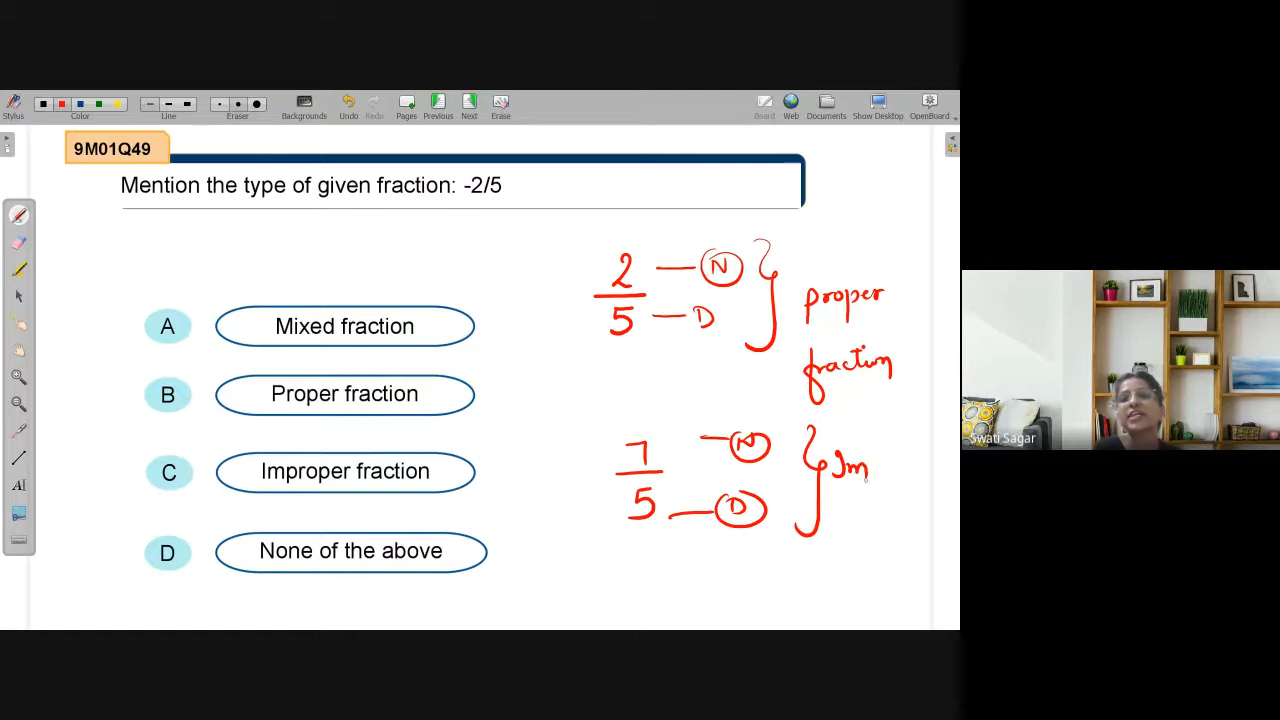 Stylus
Color
Line
Eraser
Backgrounds
Undo
Redo
Pages
Previous
Next
Erase
Board
Web
Documents
Show Desktop
OpenBoard
9M01Q49
Mention the type of given fraction: -2/5
A Mixed fraction
B Proper fraction
C Improper fraction
D None of the above
2 — N
5 — D
proper
fraction
7 — N
5 — D
Im
Swati Sagar